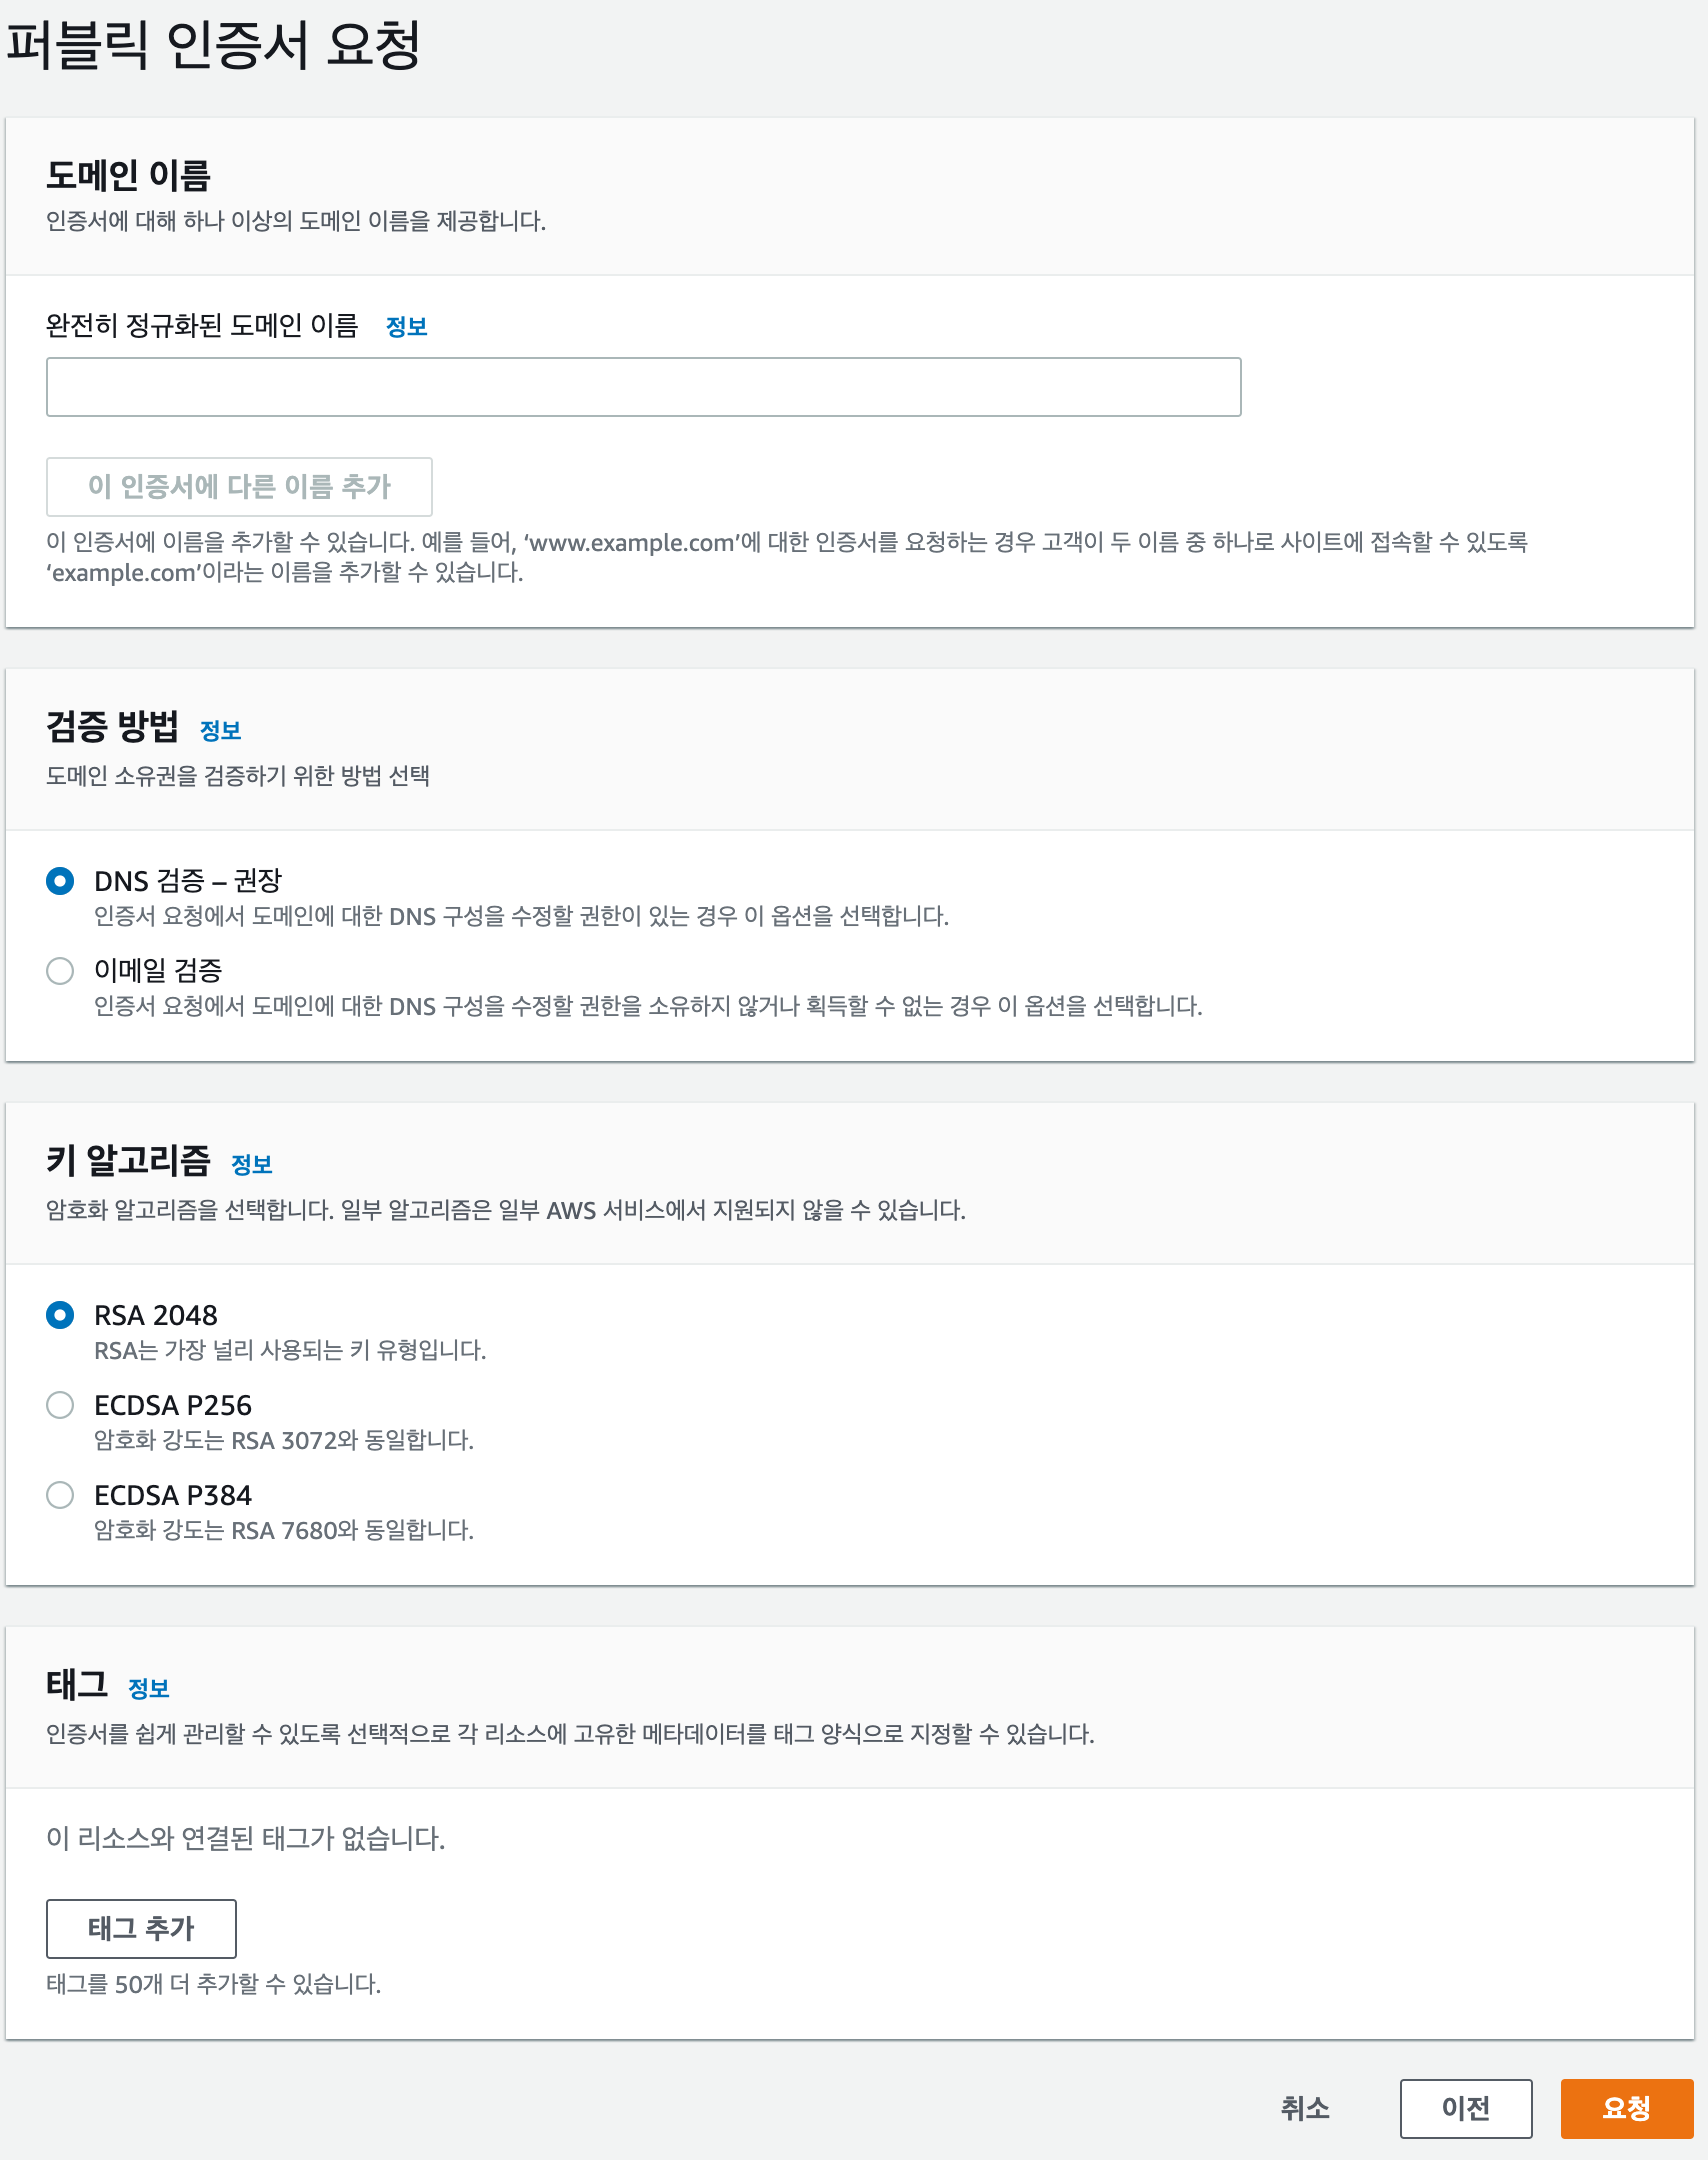 퍼블릭 인증서 요청
도메인 이름
인증서에 대해 하나 이상의 도메인 이름을 제공합니다.
완전히 정규화된 도메인 이름 정보
이 인증서에 다른 이름 추가
이 인증서에 이름을 추가할 수 있습니다. 예를 들어, ‘www.example.com’에 대한 인증서를 요청하는 경우 고객이 두 이름 중 하나로 사이트에 접속할 수 있도록
‘example.com’이라는 이름을 추가할 수 있습니다.
검증 방법 정보
도메인 소유권을 검증하기 위한 방법 선택
DNS 검증 – 권장
인증서 요청에서 도메인에 대한 DNS 구성을 수정할 권한이 있는 경우 이 옵션을 선택합니다.
이메일 검증
인증서 요청에서 도메인에 대한 DNS 구성을 수정할 권한을 소유하지 않거나 획득할 수 없는 경우 이 옵션을 선택합니다.
키 알고리즘 정보
암호화 알고리즘을 선택합니다. 일부 알고리즘은 일부 AWS 서비스에서 지원되지 않을 수 있습니다.
RSA 2048
RSA는 가장 널리 사용되는 키 유형입니다.
ECDSA P256
암호화 강도는 RSA 3072와 동일합니다.
ECDSA P384
암호화 강도는 RSA 7680와 동일합니다.
태그 정보
인증서를 쉽게 관리할 수 있도록 선택적으로 각 리소스에 고유한 메타데이터를 태그 양식으로 지정할 수 있습니다.
이 리소스와 연결된 태그가 없습니다.
태그 추가
태그를 50개 더 추가할 수 있습니다.
취소 이전 요청